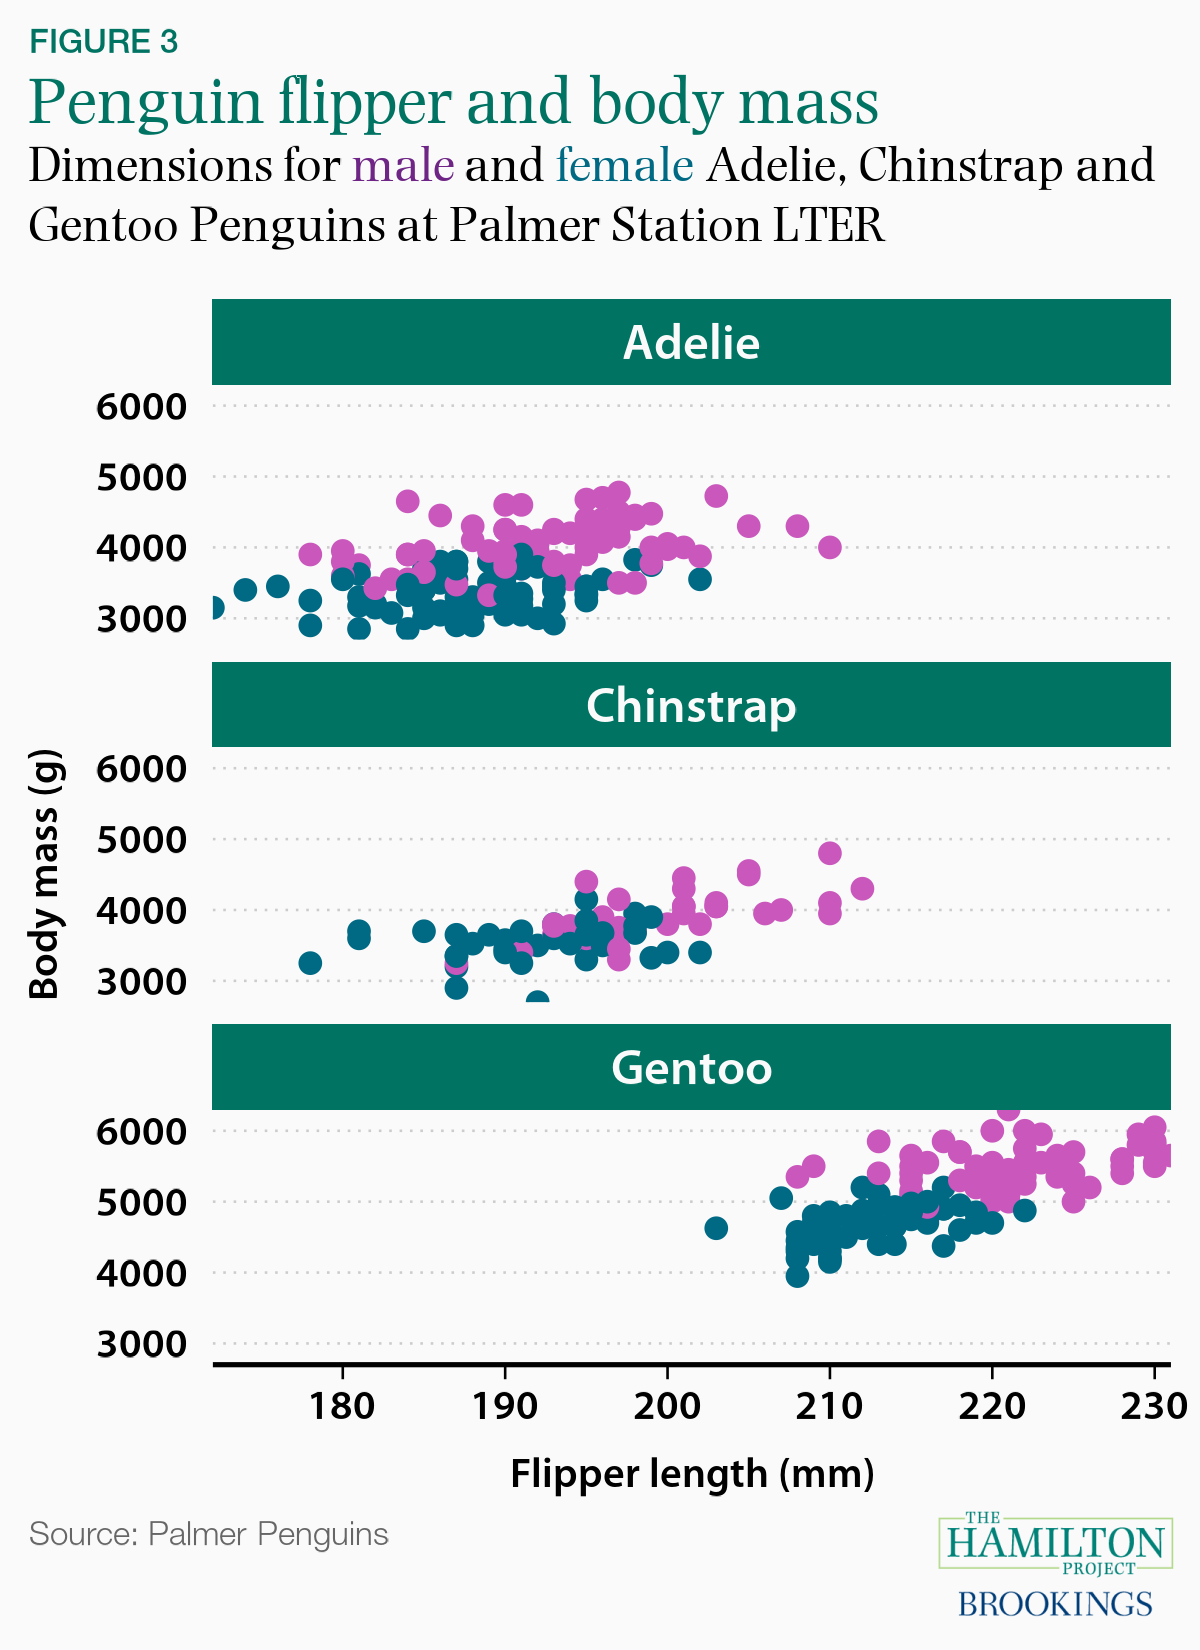 FIGURE 3
Penguin flipper and body mass
Dimensions for male and female Adelie, Chinstrap and
Gentoo Penguins at Palmer Station LTER
Adelie
6000
5000
4000
3000
Chinstrap
6000
5000
4000
3000
Body mass (g)
Gentoo
6000
5000
4000
3000
180 190 200 210 220 230
Flipper length (mm)
Source: Palmer Penguins
THE
HAMILTON
PROJECT
BROOKINGS